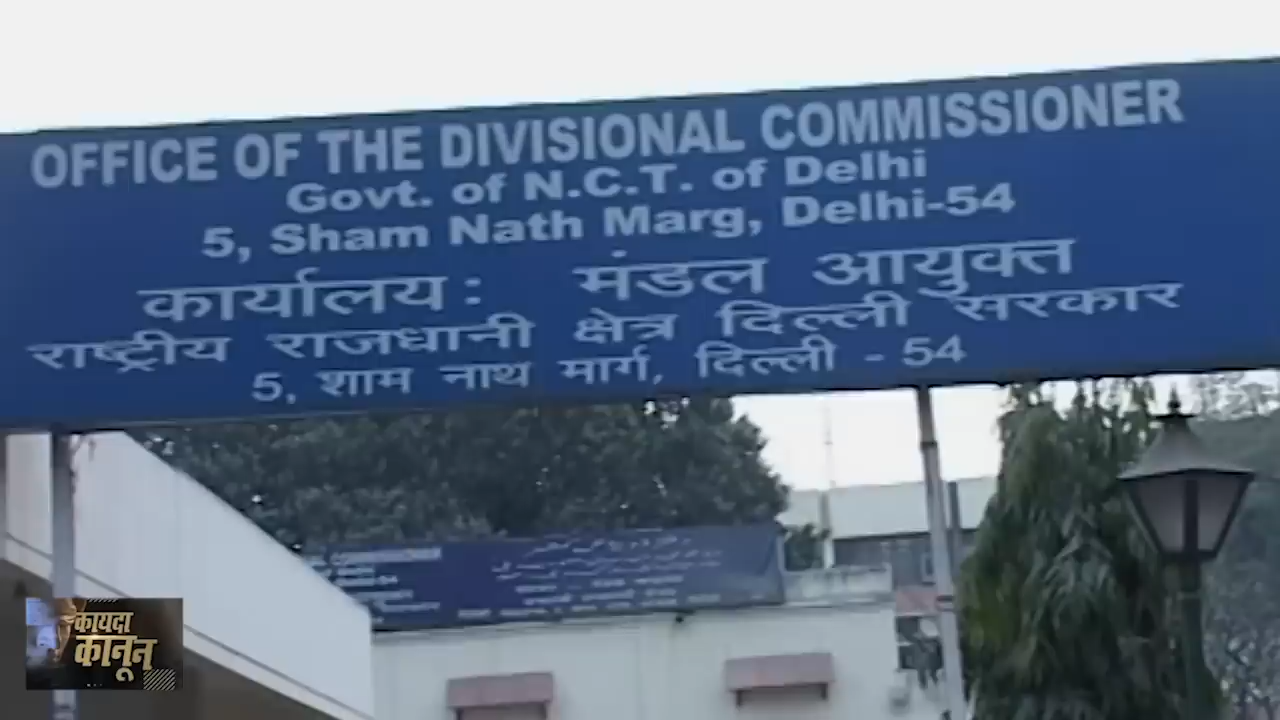 OFFICE OF THE DIVISIONAL COMMISSIONER
Govt. of N.C.T. of Delhi
5, Sham Nath Marg, Delhi-54
कार्यालय: मंडल आयुक्त
राष्ट्रीय राजधानी क्षेत्र दिल्ली सरकार
5, शाम नाथ मार्ग, दिल्ली - 54
कायदा
कानून